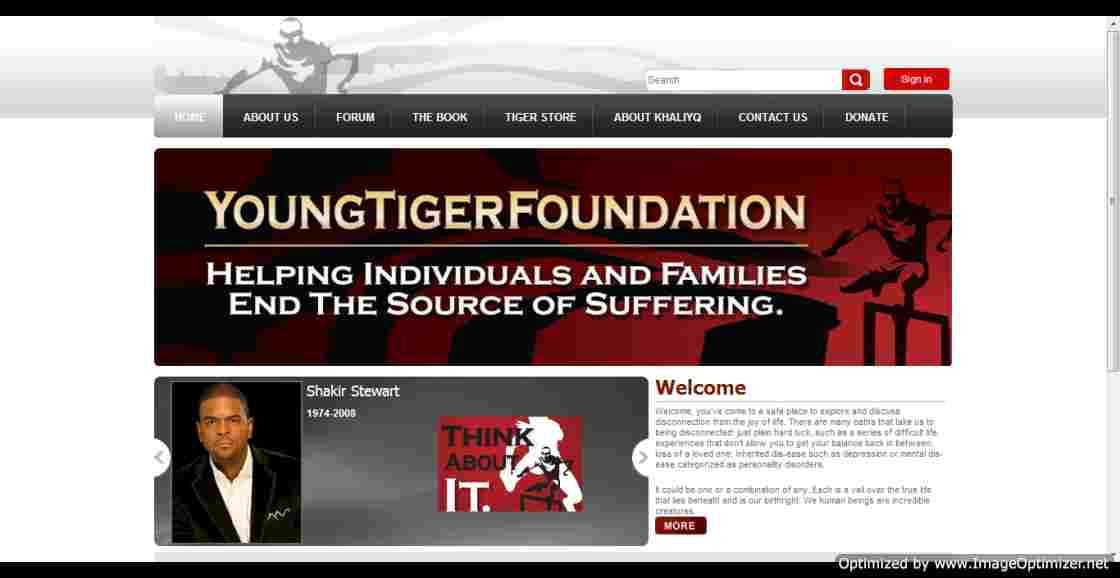 Search
Sign in
HOME
ABOUT US
FORUM
THE BOOK
TIGER STORE
ABOUT KHALIYQ
CONTACT US
DONATE
YOUNGTIGERFOUNDATION
HELPING INDIVIDUALS AND FAMILIES
END THE SOURCE OF SUFFERING.
Shakir Stewart
1974-2008
THINK
ABOUT
IT.
Welcome
Welcome, you've come to a safe place to explore and discuss
disconnection from the joy of life. There are many paths that take us to
being disconnected: just plain hard luck, such as a series of difficult life
experiences that don't allow you to get your balance back in between,
loss of a loved one; inherited dis-ease such as depression or mental dis-
ease categorized as personality disorders.
It could be one or a combination of any. Each is a veil over the true life
that lies beneath and is our birthright. We human beings are incredible
creatures.
MORE
Optimized by www.ImageOptimizer.net